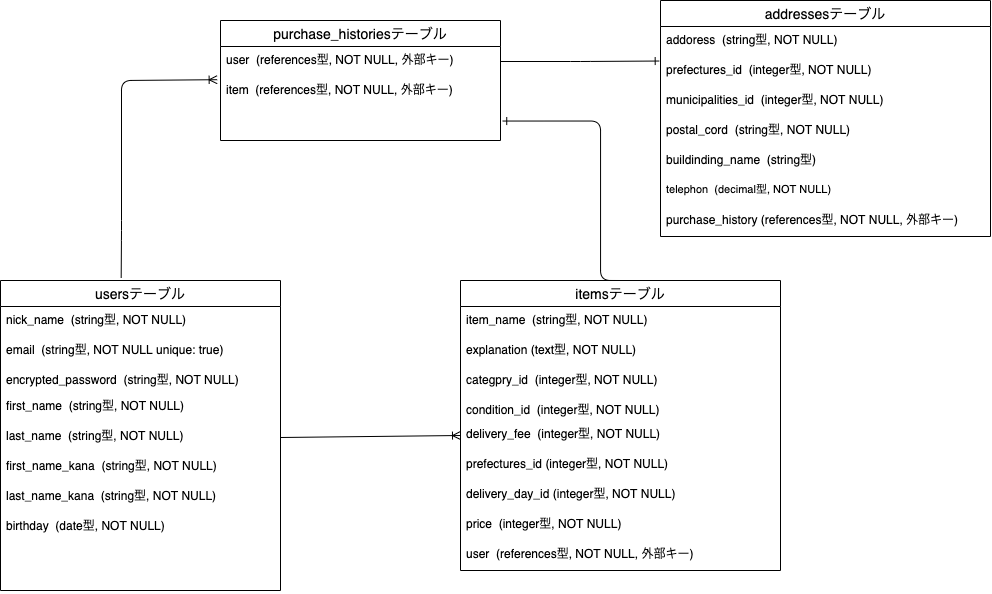 purchase_historiesテーブル
user (references型, NOT NULL, 外部キー)
item (references型, NOT NULL, 外部キー)
addressesテーブル
addoress (string型, NOT NULL)
prefectures_id (integer型, NOT NULL)
municipalities_id (integer型, NOT NULL)
postal_cord (string型, NOT NULL)
buildinding_name (string型)
telephon (decimal型, NOT NULL)
purchase_history (references型, NOT NULL, 外部キー)
usersテーブル
nick_name (string型, NOT NULL)
email (string型, NOT NULL unique: true)
encrypted_password (string型, NOT NULL)
first_name (string型, NOT NULL)
last_name (string型, NOT NULL)
first_name_kana (string型, NOT NULL)
last_name_kana (string型, NOT NULL)
birthday (date型, NOT NULL)
itemsテーブル
item_name (string型, NOT NULL)
explanation (text型, NOT NULL)
categpry_id (integer型, NOT NULL)
condition_id (integer型, NOT NULL)
delivery_fee (integer型, NOT NULL)
prefectures_id (integer型, NOT NULL)
delivery_day_id (integer型, NOT NULL)
price (integer型, NOT NULL)
user (references型, NOT NULL, 外部キー)